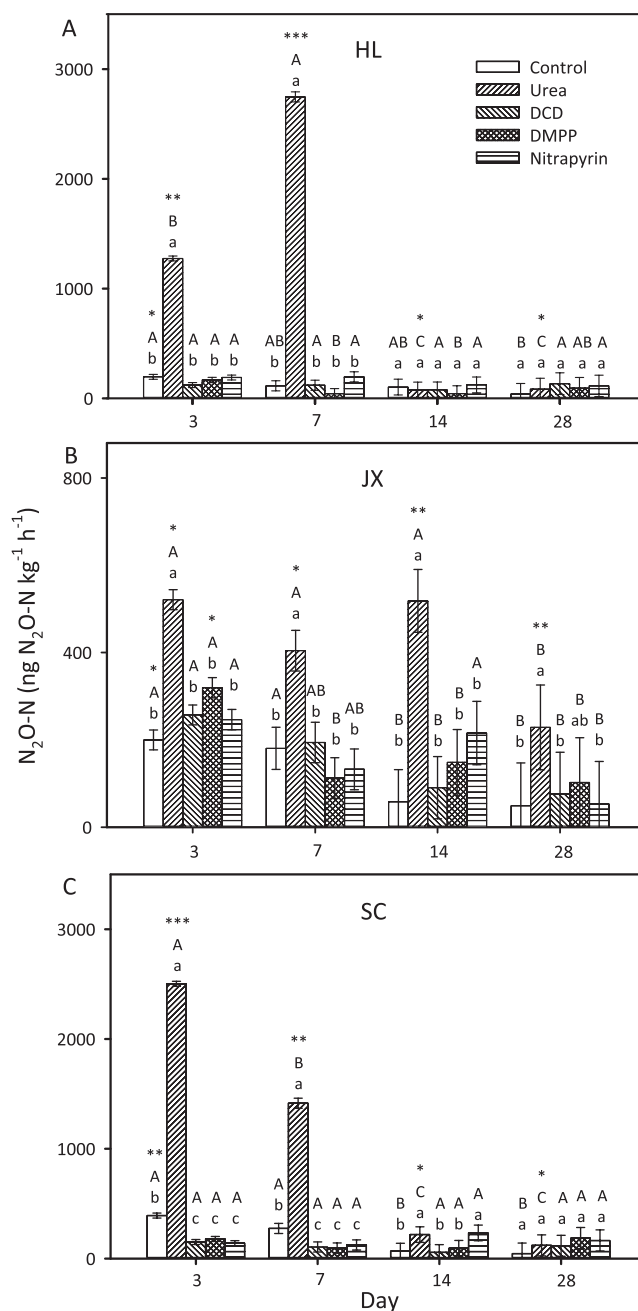 A
HL
3000
2000
1000
0
Control
Urea
DCD
DMPP
Nitrapyrin
* ** ***  * *
A B A A A AB A A B A AB C A B A B C A AB A
b a b b b b a b b b a a a a a a a a a a
3 7 14 28
B
JX
800
400
0
* * * * ** **
A A A A A A A AB B AB B A B B A B B B B B
b a b b b b a b b b b a b b b b a b ab b
3 7 14 28
C
SC
3000
2000
1000
0
** *** ** * *
A A A A A A B A A A B C A A A B C A A A
b a c c c b a c c c b a b b a a a a a a
3 7 14 28
Day
N₂O-N (ng N₂O-N kg⁻¹ h⁻¹)